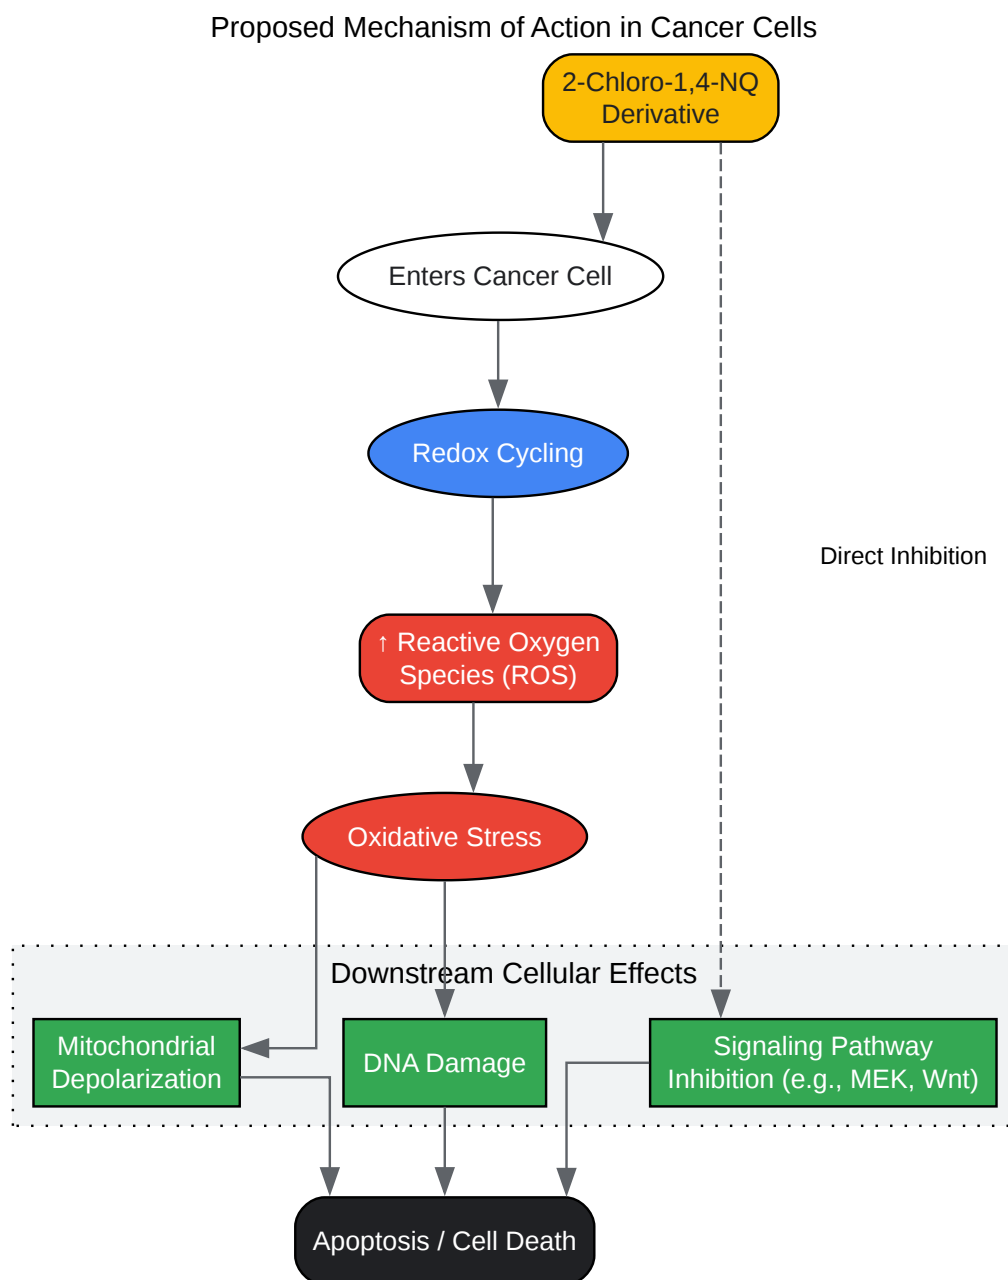 Proposed Mechanism of Action in Cancer Cells
2-Chloro-1,4-NQ
Derivative
Enters Cancer Cell
Redox Cycling
Direct Inhibition
↑ Reactive Oxygen
Species (ROS)
Oxidative Stress
Downstream Cellular Effects
Mitochondrial
Depolarization
DNA Damage
Signaling Pathway
Inhibition (e.g., MEK, Wnt)
Apoptosis / Cell Death